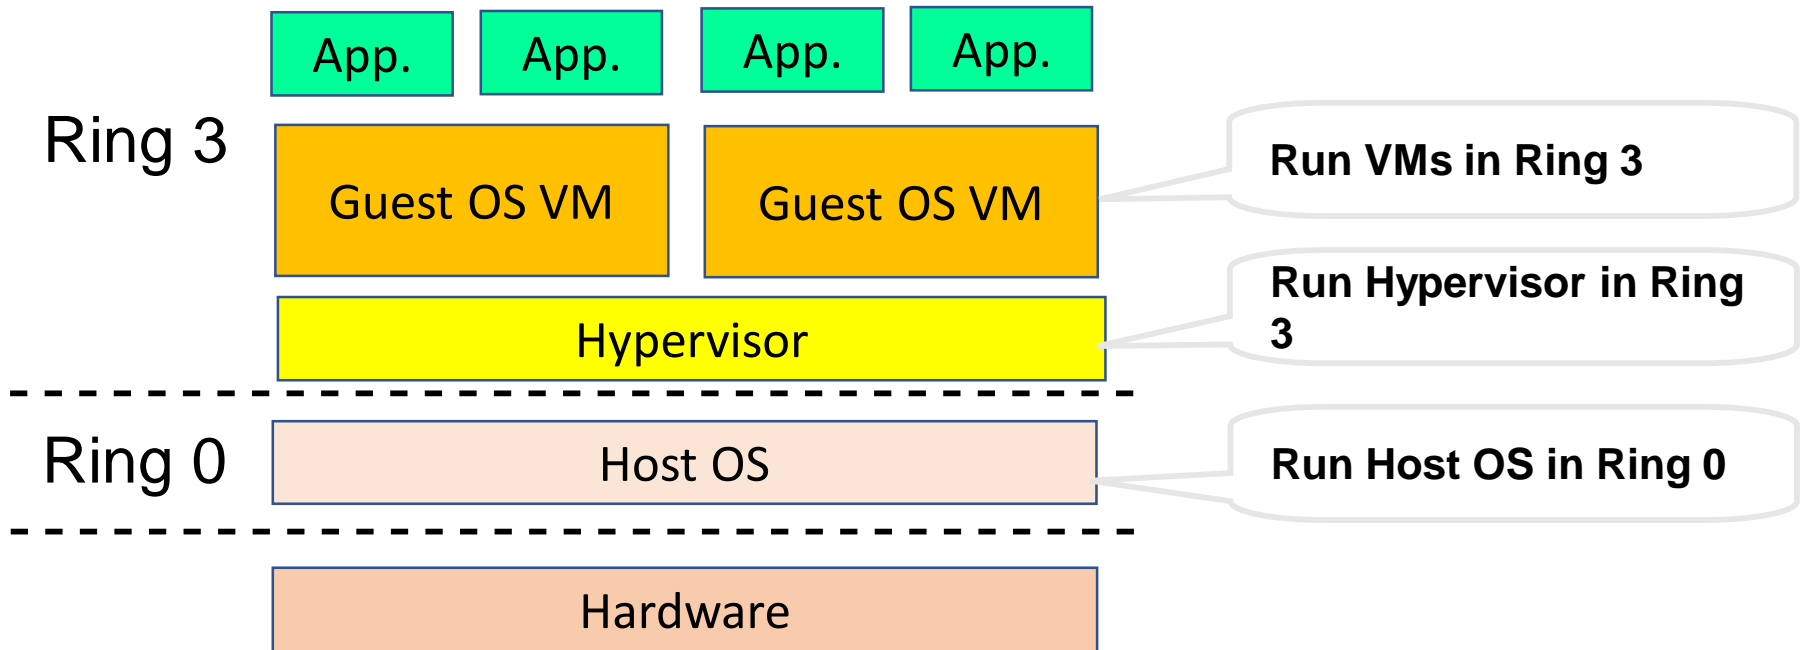 App.
App.
App.
App.
Ring 3
Guest OS VM
Guest OS VM
Run VMs in Ring 3
Hypervisor
Run Hypervisor in Ring
3
Ring 0
Host OS
Run Host OS in Ring 0
Hardware